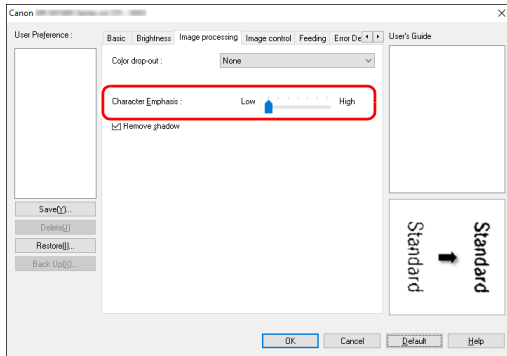 Canon
User Preference :
Basic Brightness Image processing Image control Feeding Error De
User's Guide
Color drop-out : None
Character Emphasis : Low High
Remove shadow
Save(Y)...
Delete(J)
Restore(I)...
Back Up(X)...
Standard Standard
OK Cancel Default Help